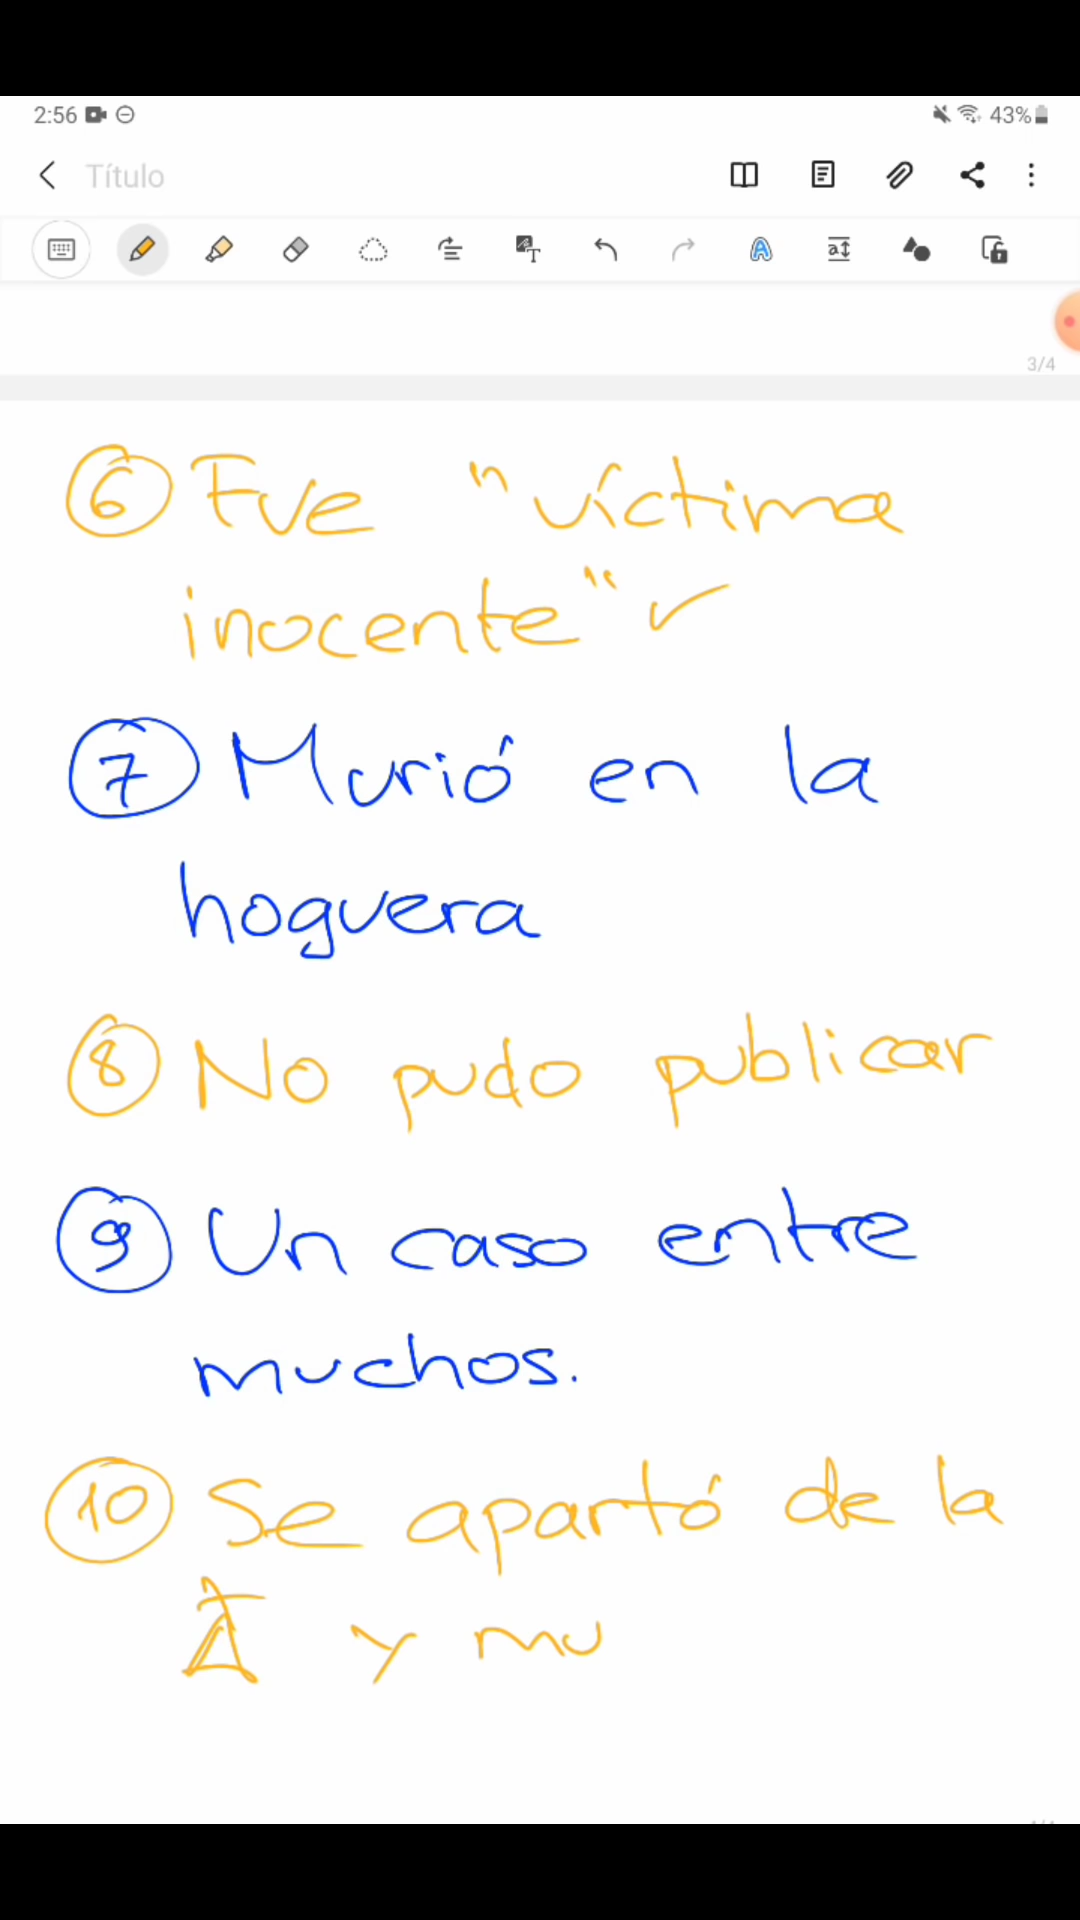 2:56
43%
Título
3/4
⑥ Fue "víctima
inocente" ✓
⑦ Murió en la
hoguera
⑧ No pudo publicar
⑨ Un caso entre
muchos.
⑩ Se apartó de la
y mu